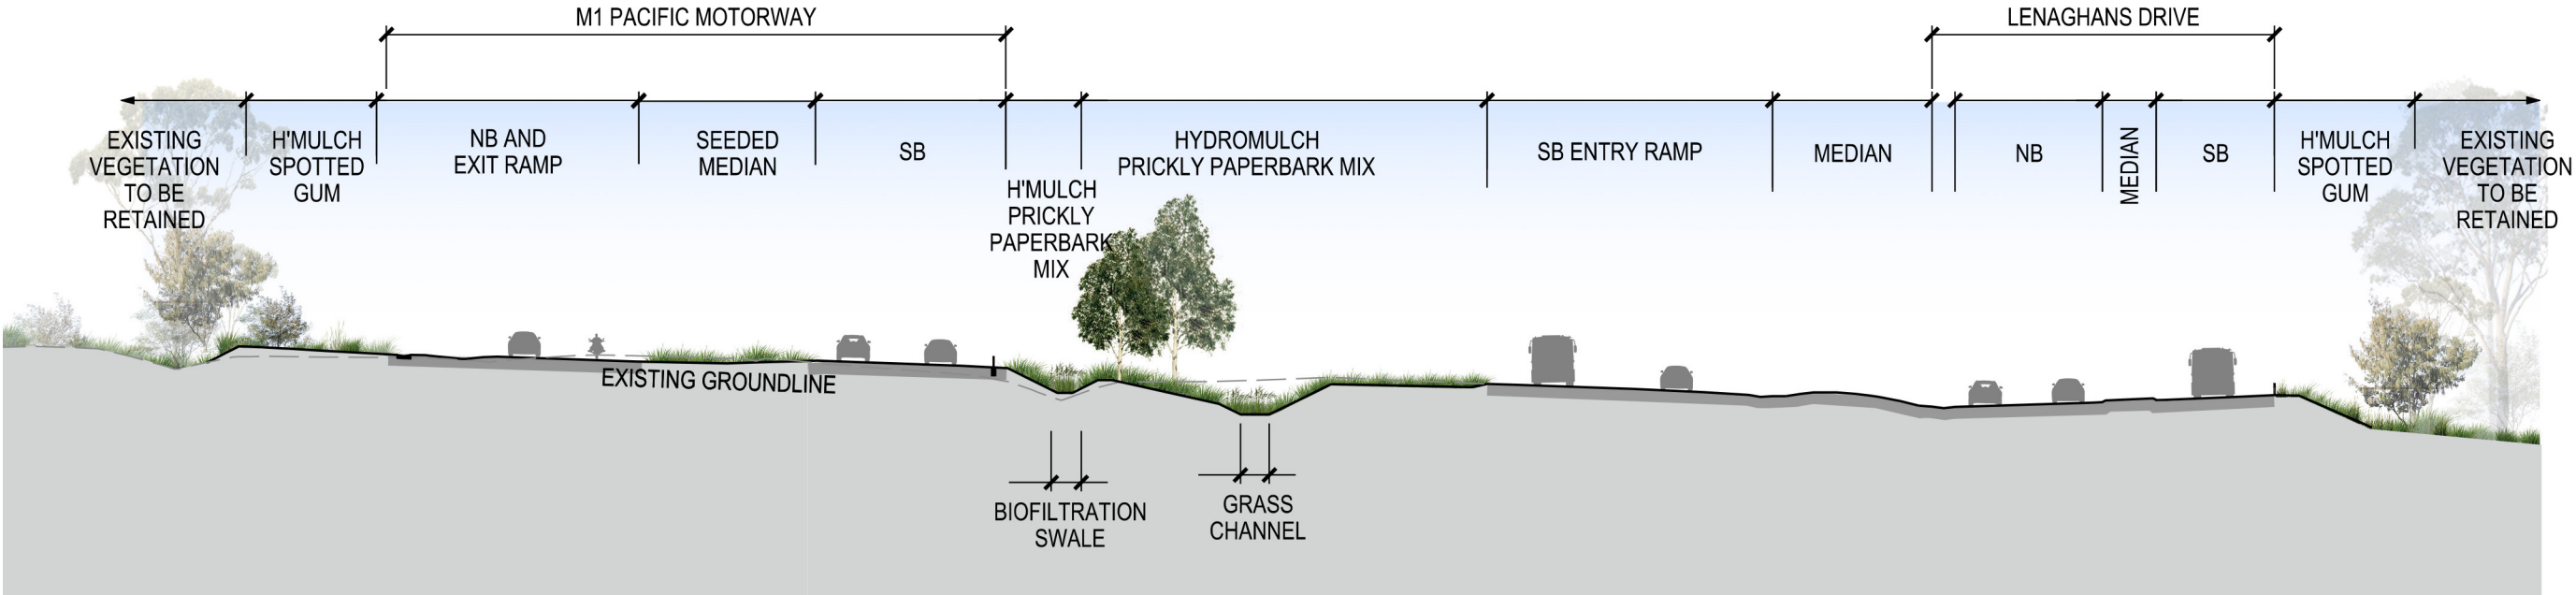 M1 PACIFIC MOTORWAY
LENAGHANS DRIVE
EXISTING
VEGETATION
TO BE
RETAINED
H'MULCH
SPOTTED
GUM
NB AND
EXIT RAMP
SEEDED
MEDIAN
SB
H'MULCH
PRICKLY
PAPERBARK
MIX
HYDROMULCH
PRICKLY PAPERBARK MIX
SB ENTRY RAMP
MEDIAN
NB
MEDIAN
SB
H'MULCH
SPOTTED
GUM
EXISTING
VEGETATION
TO BE
RETAINED
EXISTING GROUNDLINE
BIOFILTRATION
SWALE
GRASS
CHANNEL